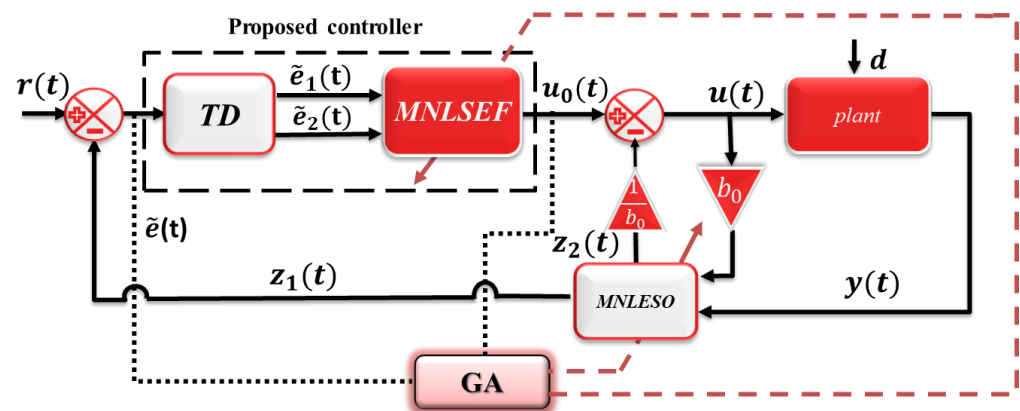 Proposed controller
r(t)
TD
ẽ₁(t)
ẽ₂(t)
MNLSEF
u₀(t)
u(t)
d
plant
b₀
1/b₀
ẽ(t)
z₂(t)
z₁(t)
MNLESO
y(t)
GA